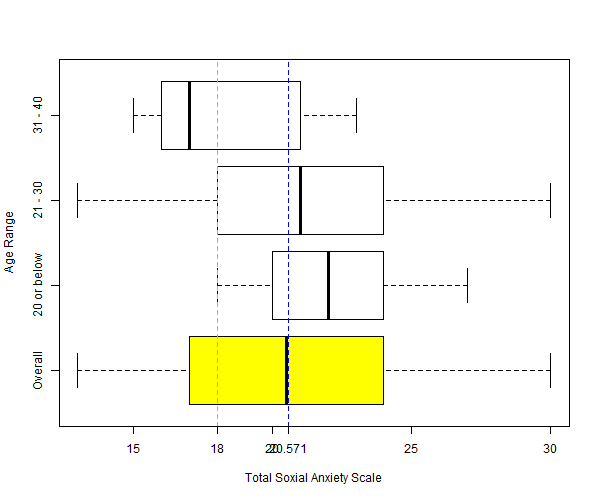 31 - 40
21 - 30
20 or below
Overall
Age Range
15
18
20
20.571
25
30
Total Soxial Anxiety Scale